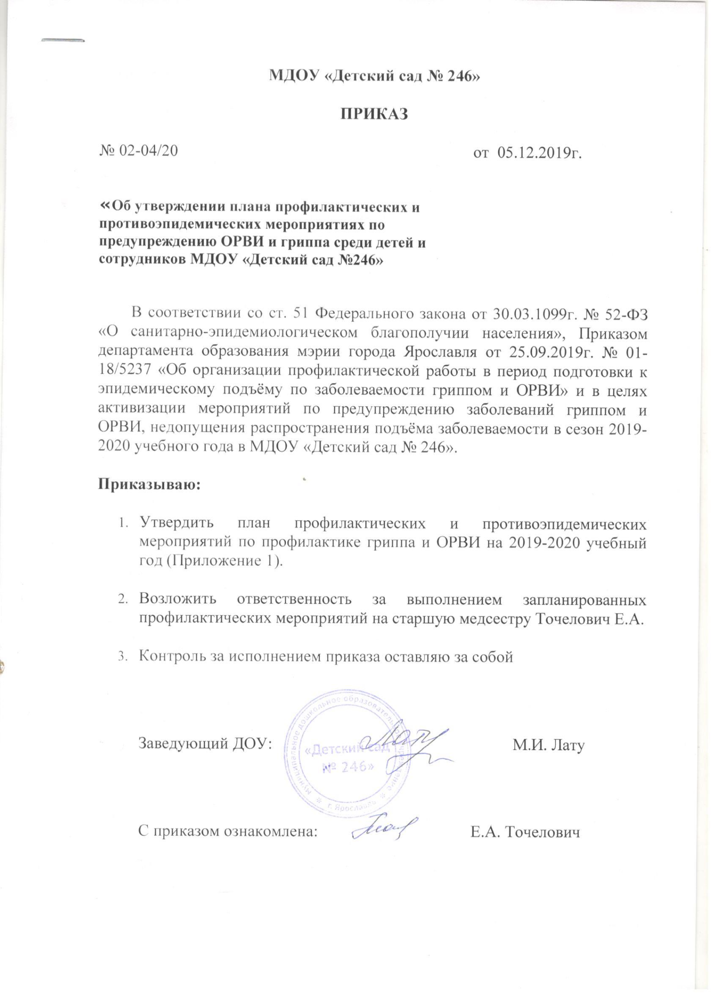 МДОУ «Детский сад № 246»
ПРИКАЗ
№ 02-04/20 от 05.12.2019г.
«Об утверждении плана профилактических и
противоэпидемических мероприятиях по
предупреждению ОРВИ и гриппа среди детей и
сотрудников МДОУ «Детский сад №246»
В соответствии со ст. 51 Федерального закона от 30.03.1099г. № 52-ФЗ
«О санитарно-эпидемиологическом благополучии населения», Приказом
департамента образования мэрии города Ярославля от 25.09.2019г. № 01-
18/5237 «Об организации профилактической работы в период подготовки к
эпидемическому подъёму по заболеваемости гриппом и ОРВИ» и в целях
активизации мероприятий по предупреждению заболеваний гриппом и
ОРВИ, недопущения распространения подъёма заболеваемости в сезон 2019-
2020 учебного года в МДОУ «Детский сад № 246».
Приказываю:
1. Утвердить план профилактических и противоэпидемических
мероприятий по профилактике гриппа и ОРВИ на 2019-2020 учебный
год (Приложение 1).
2. Возложить ответственность за выполнением запланированных
профилактических мероприятий на старшую медсестру Точелович Е.А.
3. Контроль за исполнением приказа оставляю за собой
Муниципальное дошкольное образовательное учреждение
«Детский сад
№ 246»
г. Ярославль
Заведующий ДОУ: М.И. Лату
С приказом ознакомлена: Е.А. Точелович